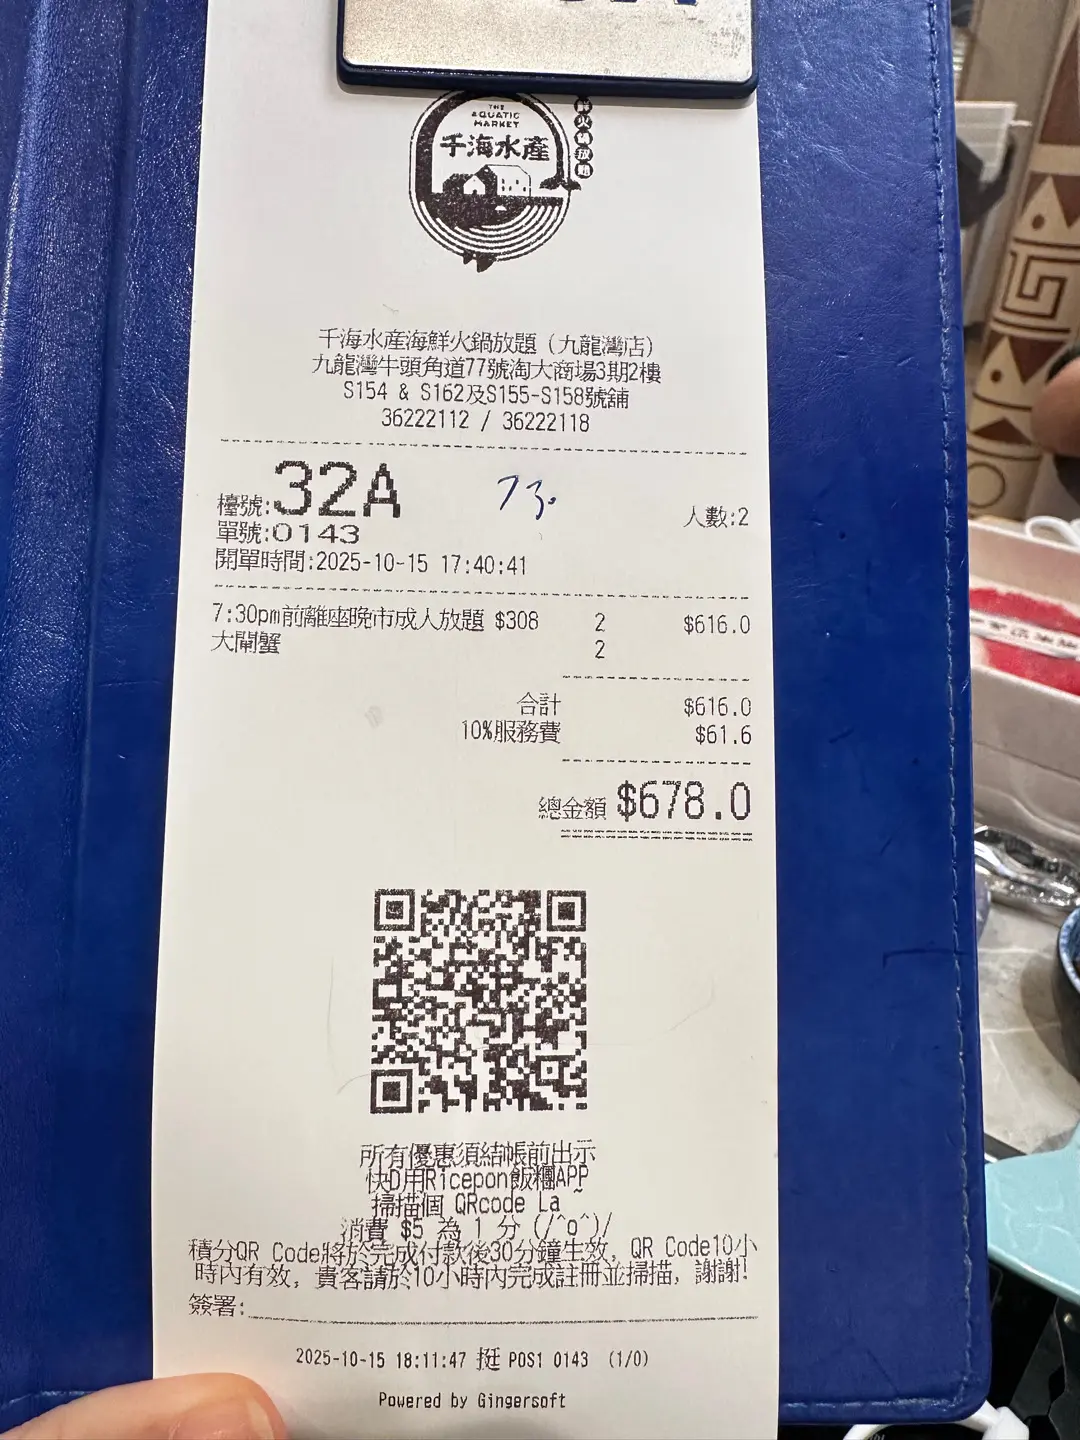 THE
AQUATIC
MARKET
千海水產
火鍋放題
千海水産海鮮火鍋放題（九龍灣店）
九龍灣牛頭角道77號淘大商場3期2樓
S154 & S162及S155-S158號舖
36222112 / 36222118
檯號:32A
人數:2
單號:0143
開單時間:2025-10-15 17:40:41
7:30pm前離座晚市成人放題 $308 2 $616.0
大閘蟹 2
合計 $616.0
10%服務費 $61.6
總金額 $678.0
所有優惠須結帳前出示
快D用Ricepon飯糰APP
掃描個 QRcode La ~
消費 $5 為 1 分 (/^o^)/
積分QR Code將於完成付款後30分鐘生效, QR Code10小
時內有效, 貴客請於10小時內完成註冊並掃描, 謝謝!
簽署:
2025-10-15 18:11:47 挺 POS1 0143 (1/0)
Powered by Gingersoft